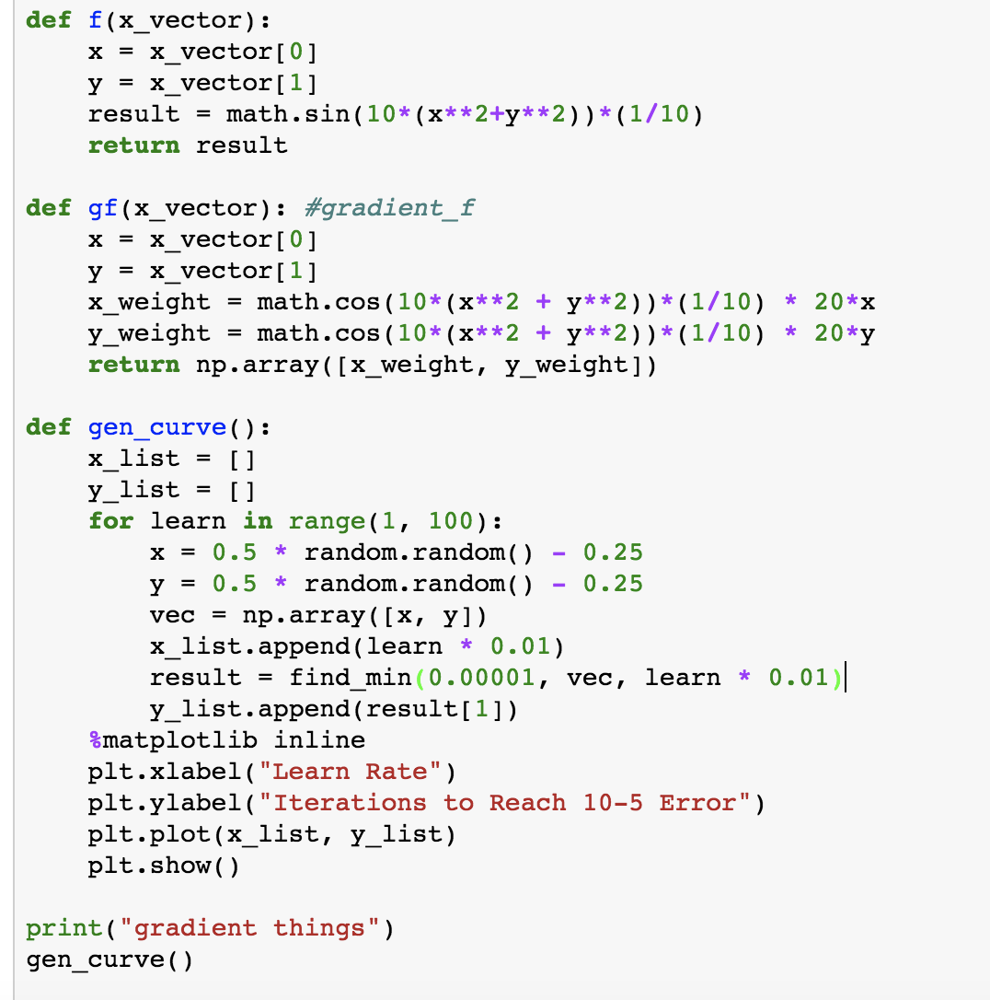 def f(x_vector):
    x = x_vector[0]
    y = x_vector[1]
    result = math.sin(10*(x**2+y**2))*(1/10)
    return result

def gf(x_vector): #gradient_f
    x = x_vector[0]
    y = x_vector[1]
    x_weight = math.cos(10*(x**2 + y**2))*(1/10) * 20*x
    y_weight = math.cos(10*(x**2 + y**2))*(1/10) * 20*y
    return np.array([x_weight, y_weight])

def gen_curve():
    x_list = []
    y_list = []
    for learn in range(1, 100):
        x = 0.5 * random.random() - 0.25
        y = 0.5 * random.random() - 0.25
        vec = np.array([x, y])
        x_list.append(learn * 0.01)
        result = find_min(0.00001, vec, learn * 0.01)
        y_list.append(result[1])
    %matplotlib inline
    plt.xlabel("Learn Rate")
    plt.ylabel("Iterations to Reach 10-5 Error")
    plt.plot(x_list, y_list)
    plt.show()

print("gradient things")
gen_curve()